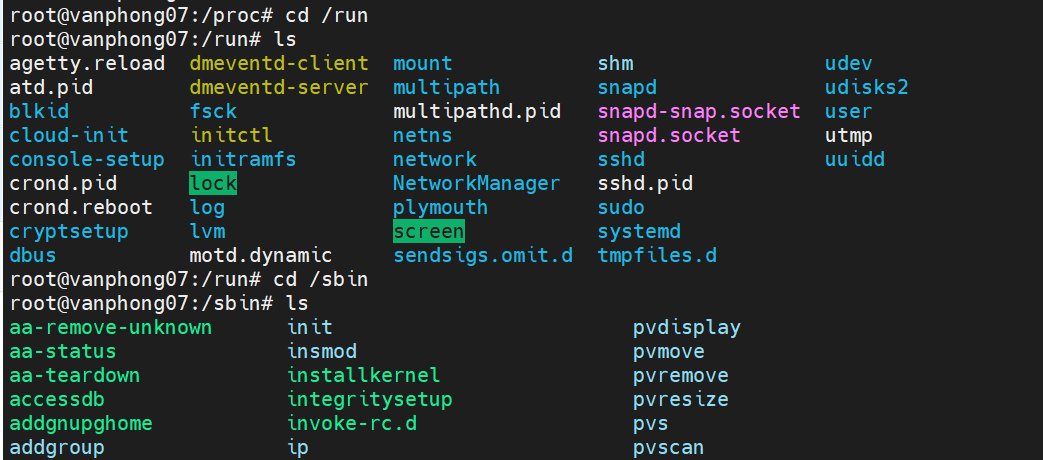 root@vanphong07:/proc# cd /run
root@vanphong07:/run# ls
agetty.reload dmeventd-client mount shm udev
atd.pid dmeventd-server multipath snapd udisks2
blkid fsck multipathd.pid snapd-snap.socket user
cloud-init initctl netns snapd.socket utmp
console-setup initramfs network sshd uuidd
crond.pid lock NetworkManager sshd.pid
crond.reboot log plymouth sudo
cryptsetup lvm screen systemd
dbus motd.dynamic sendsigs.omit.d tmpfiles.d
root@vanphong07:/run# cd /sbin
root@vanphong07:/sbin# ls
aa-remove-unknown init pvdisplay
aa-status insmod pvmove
aa-teardown installkernel pvremove
accessdb integritysetup pvresize
addgnupghome invoke-rc.d pvs
addgroup ip pvscan